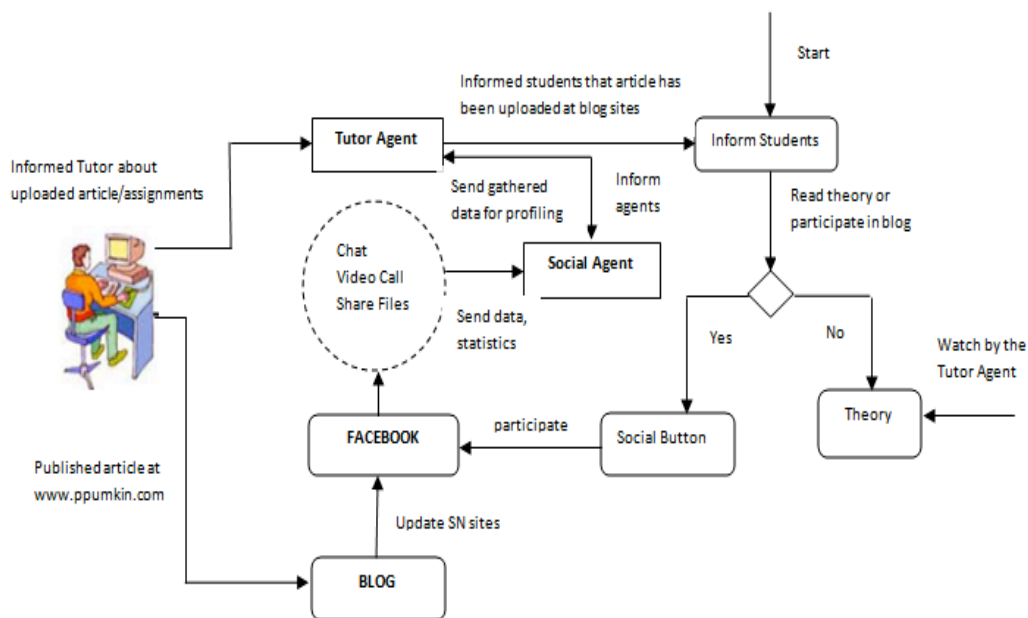 Start
Informed students that article has
been uploaded at blog sites
Tutor Agent
Inform Students
Informed Tutor about
uploaded article/assignments
Send gathered
data for profiling
Inform
agents
Read theory or
participate in blog
Chat
Video Call
Share Files
Social Agent
Send data,
statistics
Yes
No
Watch by the
Tutor Agent
FACEBOOK
participate
Social Button
Theory
Published article at
www.ppumkin.com
Update SN sites
BLOG